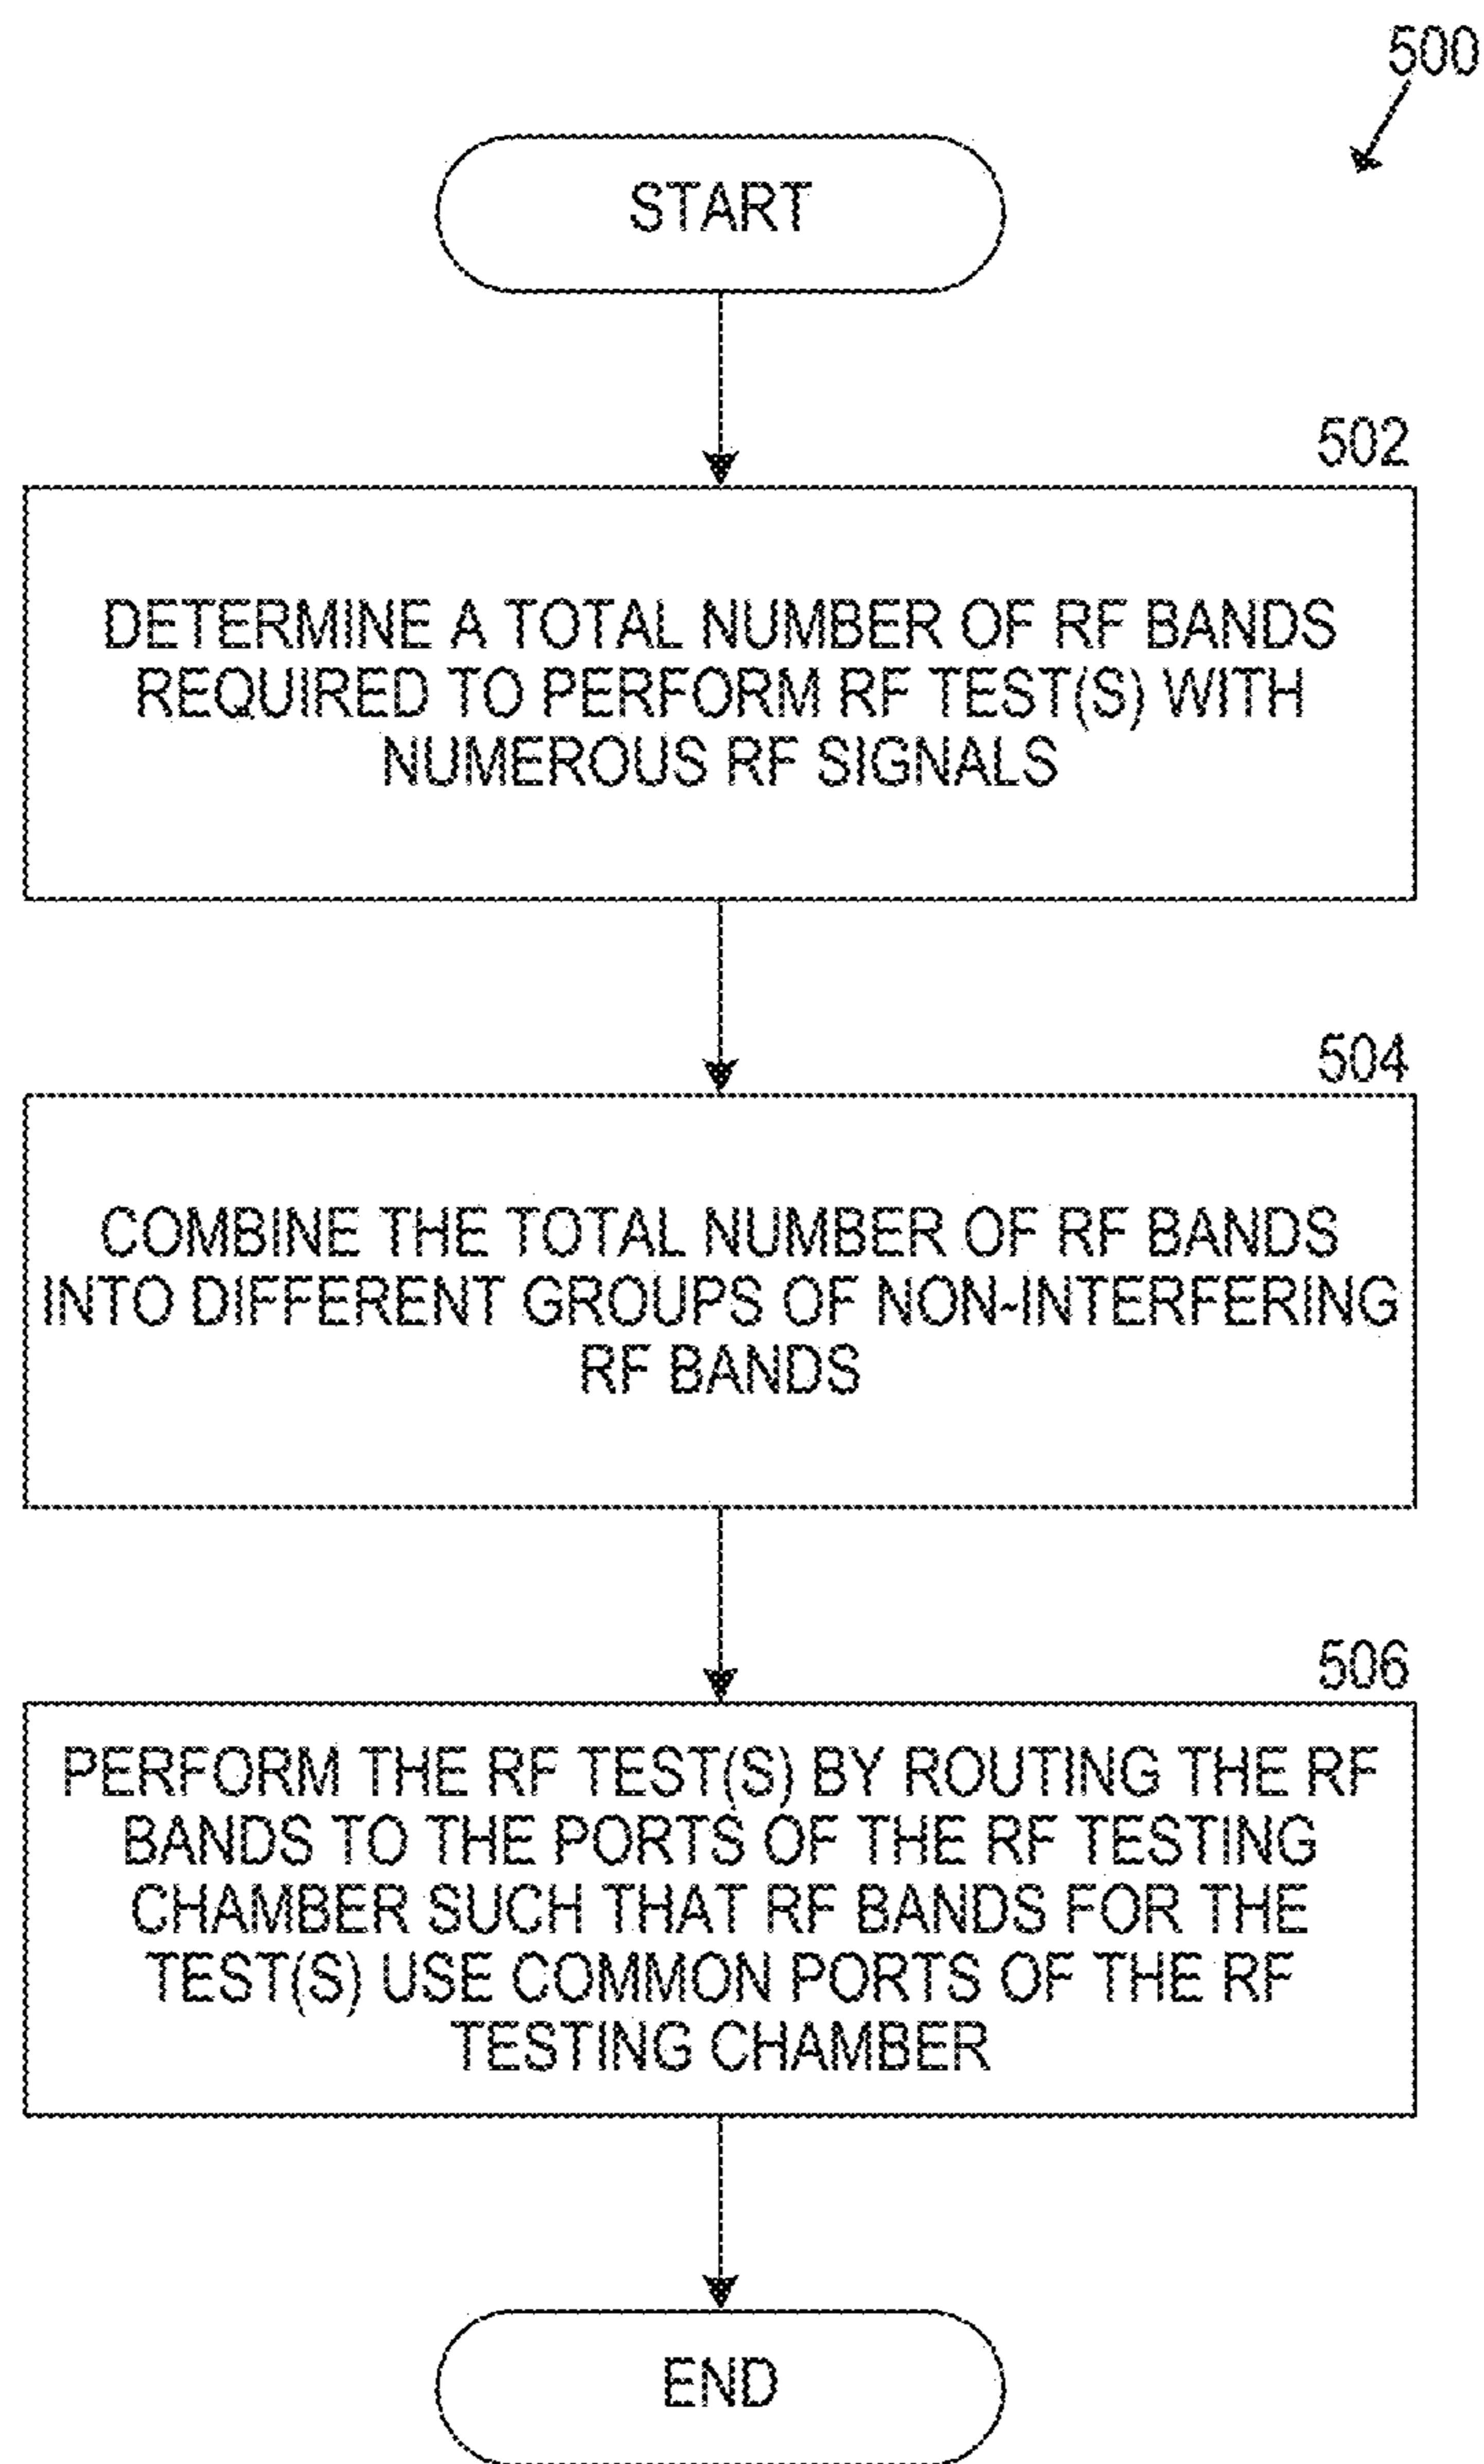 500
START
502
DETERMINE A TOTAL NUMBER OF RF BANDS
REQUIRED TO PERFORM RF TEST(S) WITH
NUMEROUS RF SIGNALS
504
COMBINE THE TOTAL NUMBER OF RF BANDS
INTO DIFFERENT GROUPS OF NON-INTERFERING
RF BANDS
506
PERFORM THE RF TEST(S) BY ROUTING THE RF
BANDS TO THE PORTS OF THE RF TESTING
CHAMBER SUCH THAT RF BANDS FOR THE
TEST(S) USE COMMON PORTS OF THE RF
TESTING CHAMBER
END